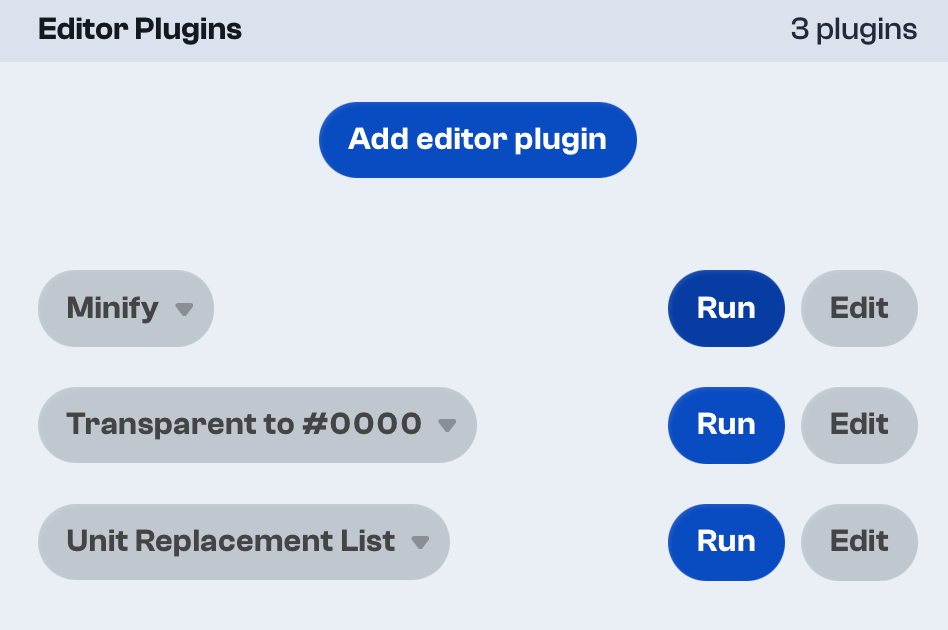 Editor Plugins 3 plugins
Add editor plugin
Minify Run Edit
Transparent to #0000 Run Edit
Unit Replacement List Run Edit